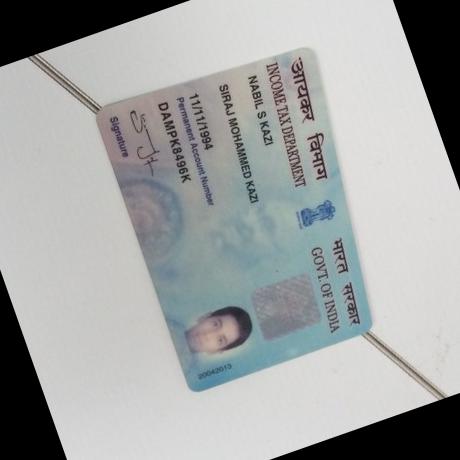 आयकर विभाग
INCOME TAX DEPARTMENT
भारत सरकार
GOVT. OF INDIA
NABIL S KAZI
SIRAJ MOHAMMED KAZI
11/11/1994
Permanent Account Number
DAMPK8496K
Signature
20042013